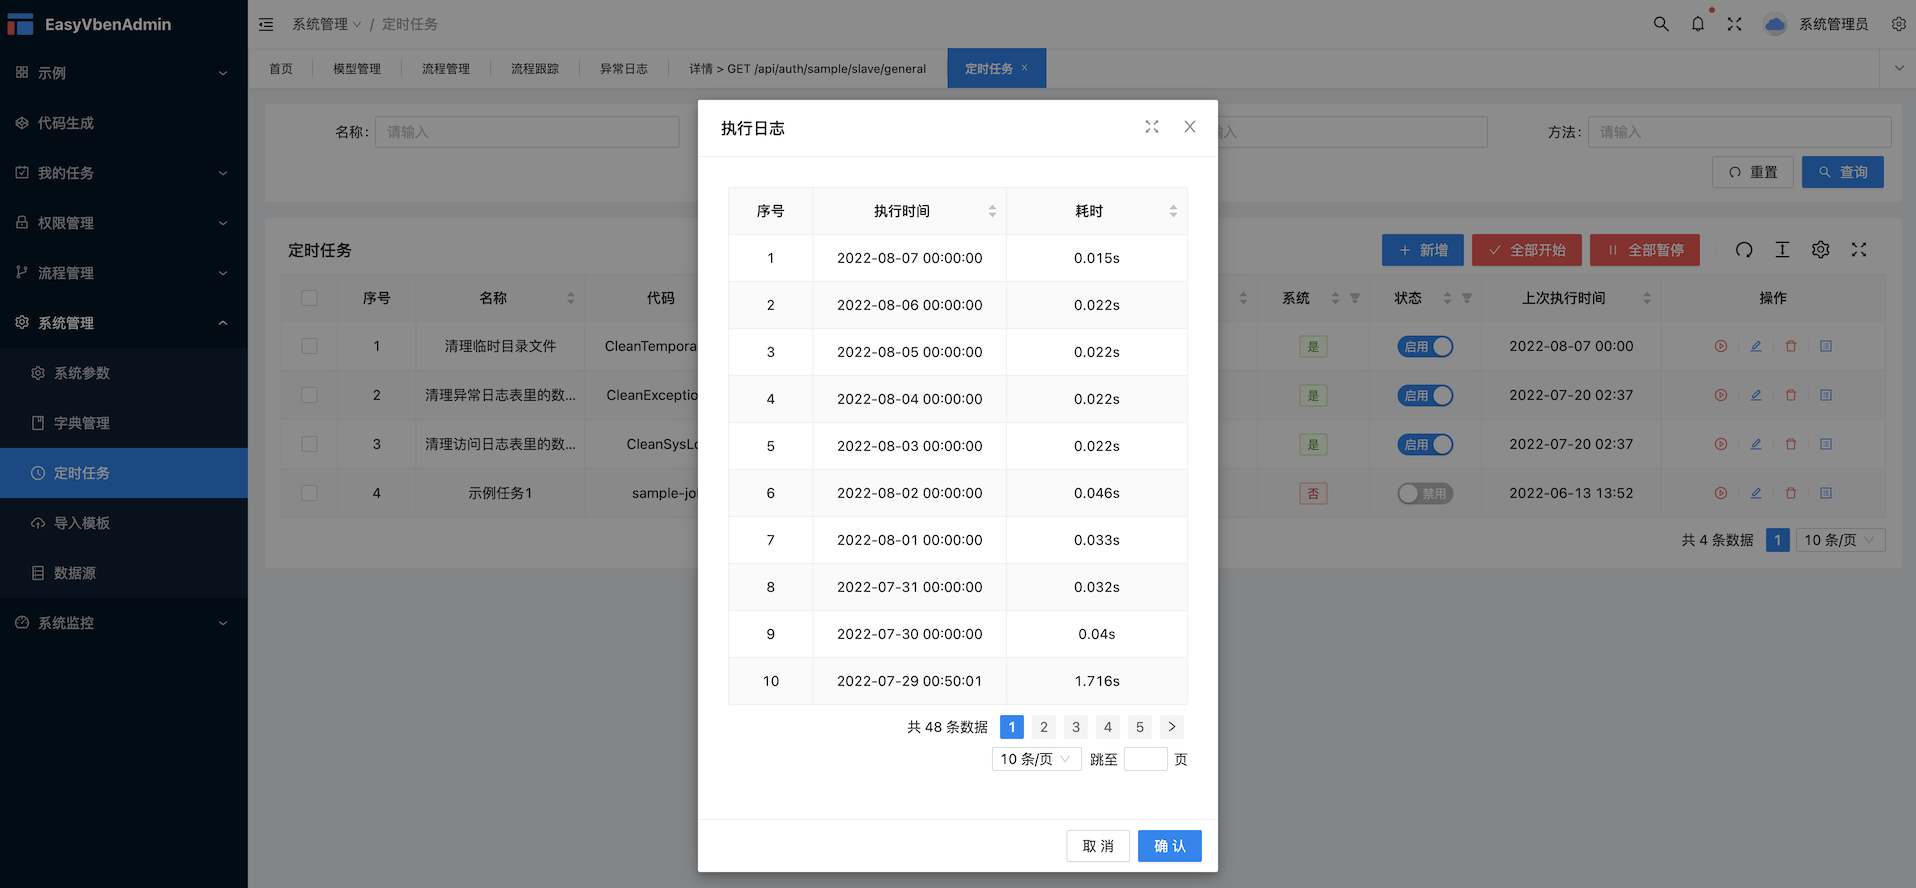 EasyVbenAdmin
系统管理 / 定时任务
系统管理员
首页
模型管理
流程管理
流程跟踪
异常日志
详情 > GET /api/auth/sample/slave/general
定时任务 ×
示例
代码生成
我的任务
权限管理
流程管理
系统管理
系统参数
字典管理
定时任务
导入模板
数据源
系统监控
名称: 请输入
入
方法: 请输入
重置
查询
定时任务
新增
全部开始
全部暂停
序号 名称 代码 系统 状态 上次执行时间 操作
1 清理临时目录文件 CleanTempora 是 启用 2022-08-07 00:00
2 清理异常日志表里的数... CleanExceptio 是 启用 2022-07-20 02:37
3 清理访问日志表里的数... CleanSysLo 是 启用 2022-07-20 02:37
4 示例任务1 sample-jo 否 禁用 2022-06-13 13:52
共 4 条数据 1 10 条/页
执行日志
序号 执行时间 耗时
1 2022-08-07 00:00:00 0.015s
2 2022-08-06 00:00:00 0.022s
3 2022-08-05 00:00:00 0.022s
4 2022-08-04 00:00:00 0.022s
5 2022-08-03 00:00:00 0.022s
6 2022-08-02 00:00:00 0.046s
7 2022-08-01 00:00:00 0.033s
8 2022-07-31 00:00:00 0.032s
9 2022-07-30 00:00:00 0.04s
10 2022-07-29 00:50:01 1.716s
共 48 条数据 1 2 3 4 5 >
10 条/页 跳至 页
取 消
确 认